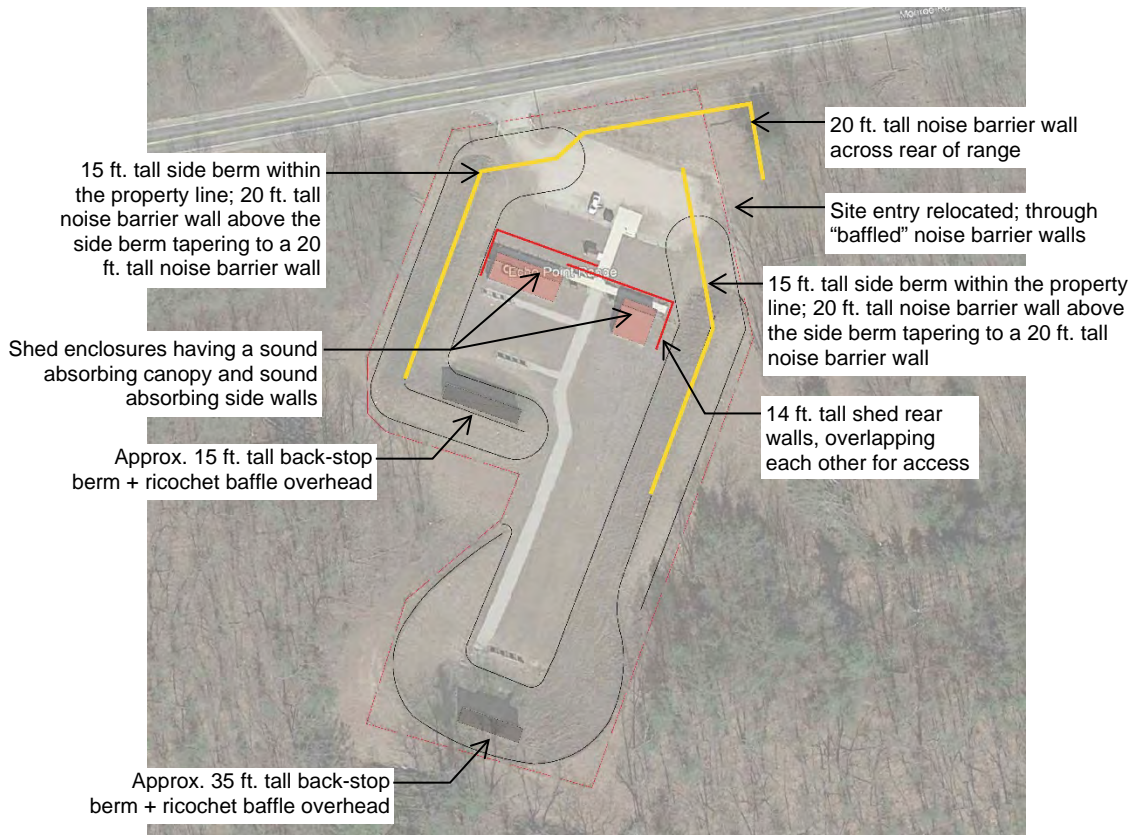 15 ft. tall side berm within
the property line; 20 ft. tall
noise barrier wall above the
side berm tapering to a 20
ft. tall noise barrier wall
Shed enclosures having a sound
absorbing canopy and sound
absorbing side walls
Approx. 15 ft. tall back-stop
berm + ricochet baffle overhead
Approx. 35 ft. tall back-stop
berm + ricochet baffle overhead
Point Range
20 ft. tall noise barrier wall
across rear of range
Site entry relocated; through
“baffled” noise barrier walls
15 ft. tall side berm within the property
line; 20 ft. tall noise barrier wall above
the side berm tapering to a 20 ft. tall
noise barrier wall
14 ft. tall shed rear
walls, overlapping
each other for access